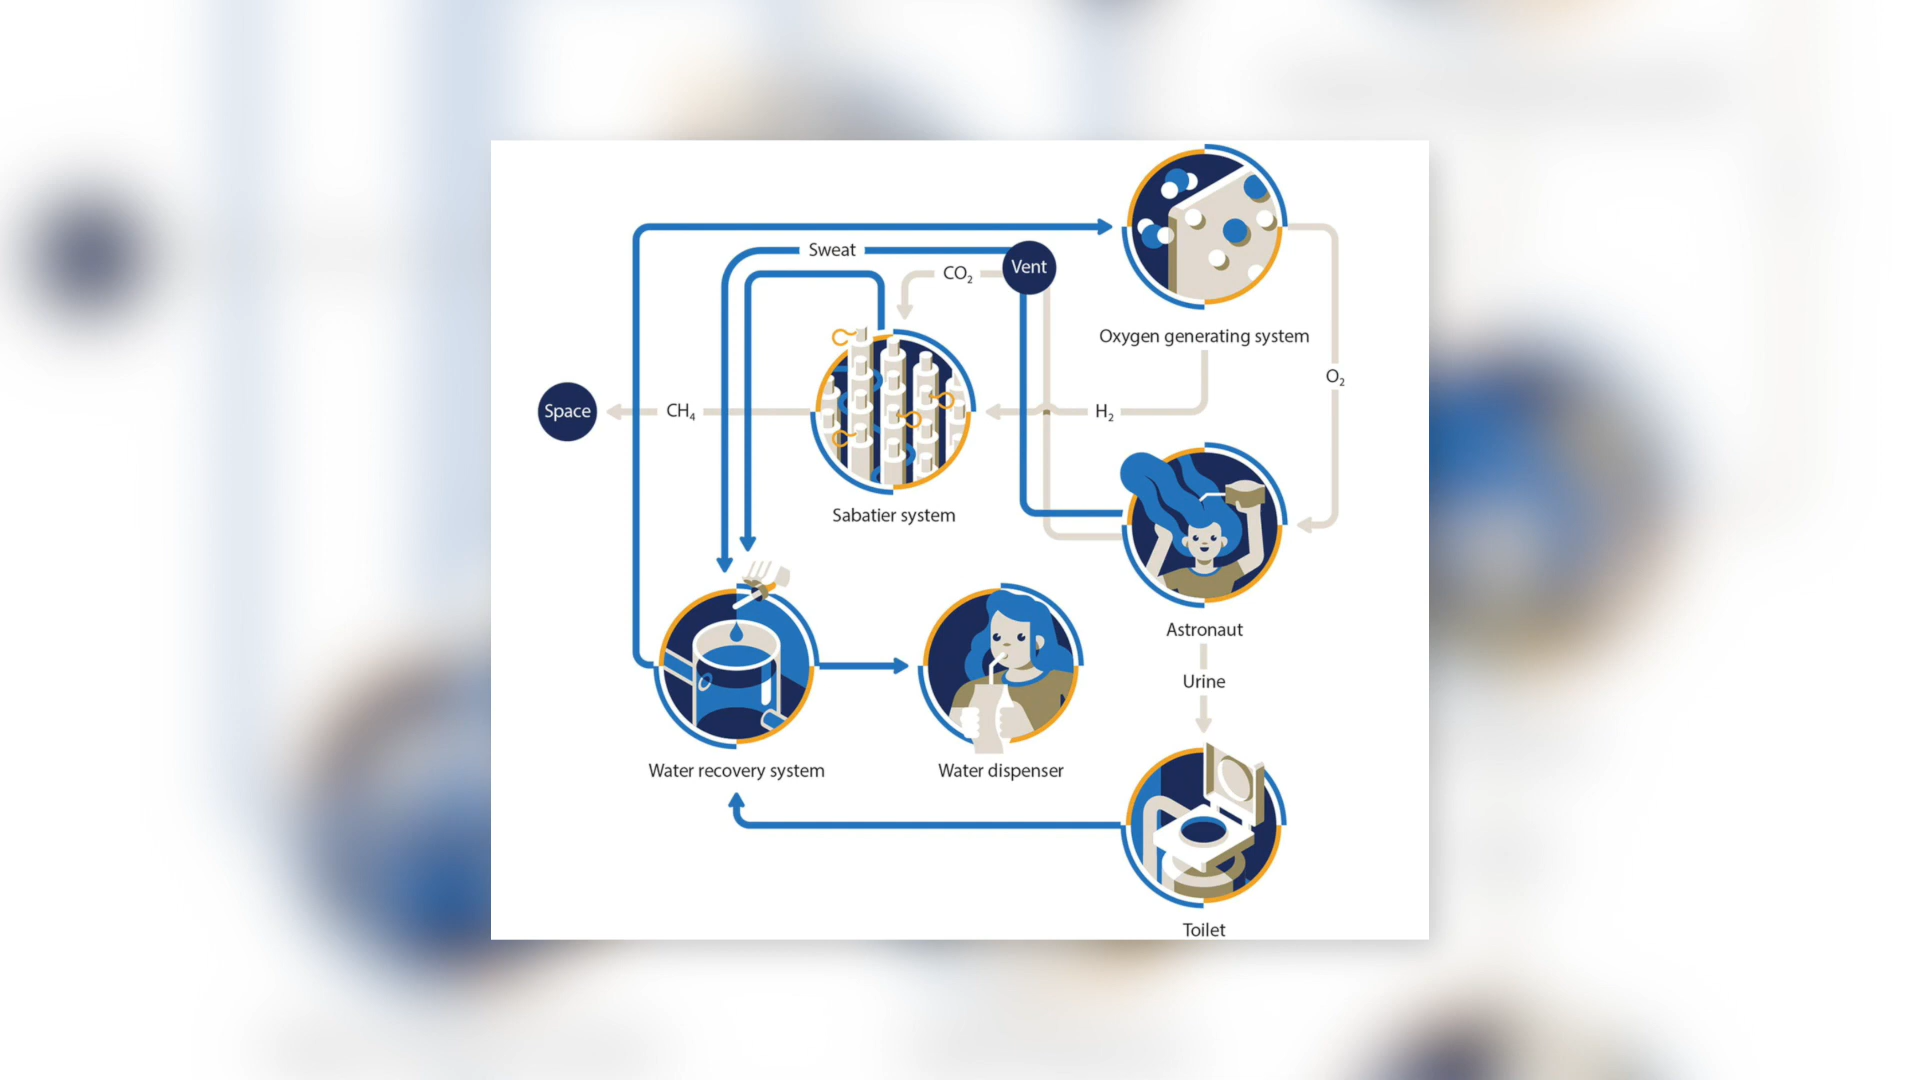 Sweat
CO₂
Vent
Oxygen generating system
O₂
Space
CH₄
H₂
Sabatier system
Astronaut
Urine
Water recovery system
Water dispenser
Toilet